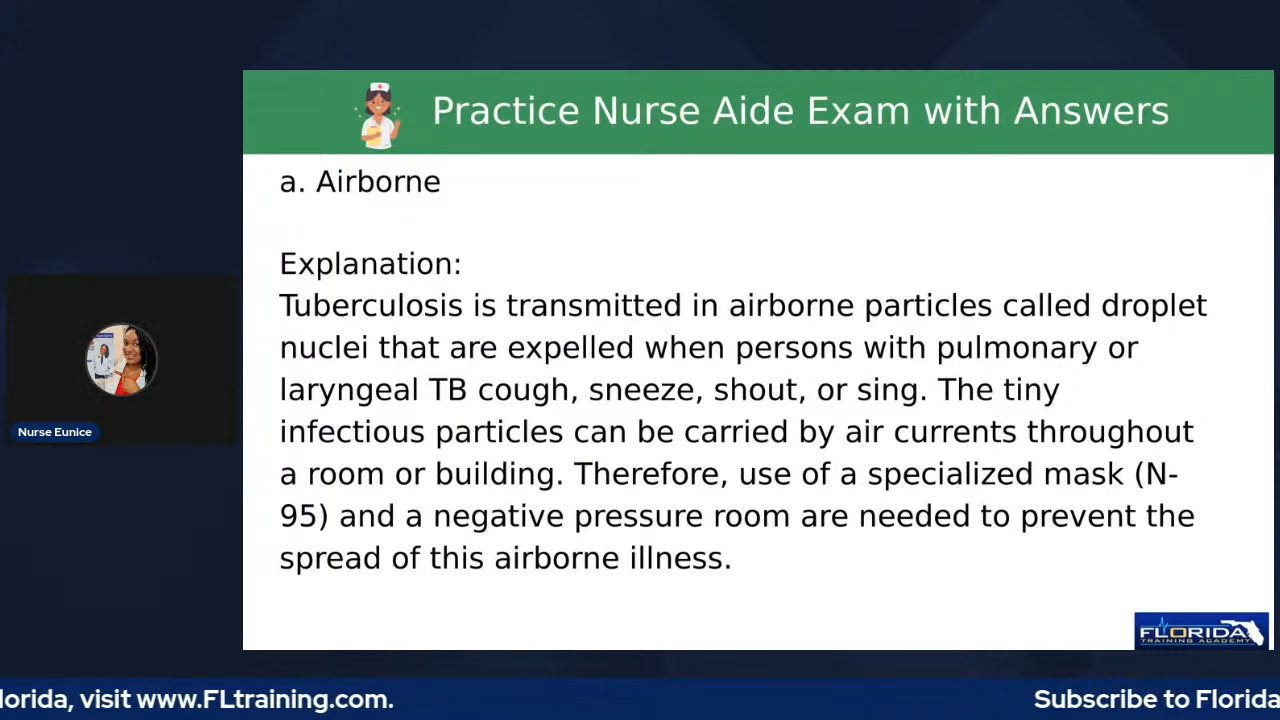 Practice Nurse Aide Exam with Answers
a. Airborne
Explanation:
Tuberculosis is transmitted in airborne particles called droplet
nuclei that are expelled when persons with pulmonary or
laryngeal TB cough, sneeze, shout, or sing. The tiny
infectious particles can be carried by air currents throughout
a room or building. Therefore, use of a specialized mask (N-
95) and a negative pressure room are needed to prevent the
spread of this airborne illness.
Nurse Eunice
FLORIDA
TRAINING ACADEMY
lorida, visit www.FLtraining.com.
Subscribe to Florida